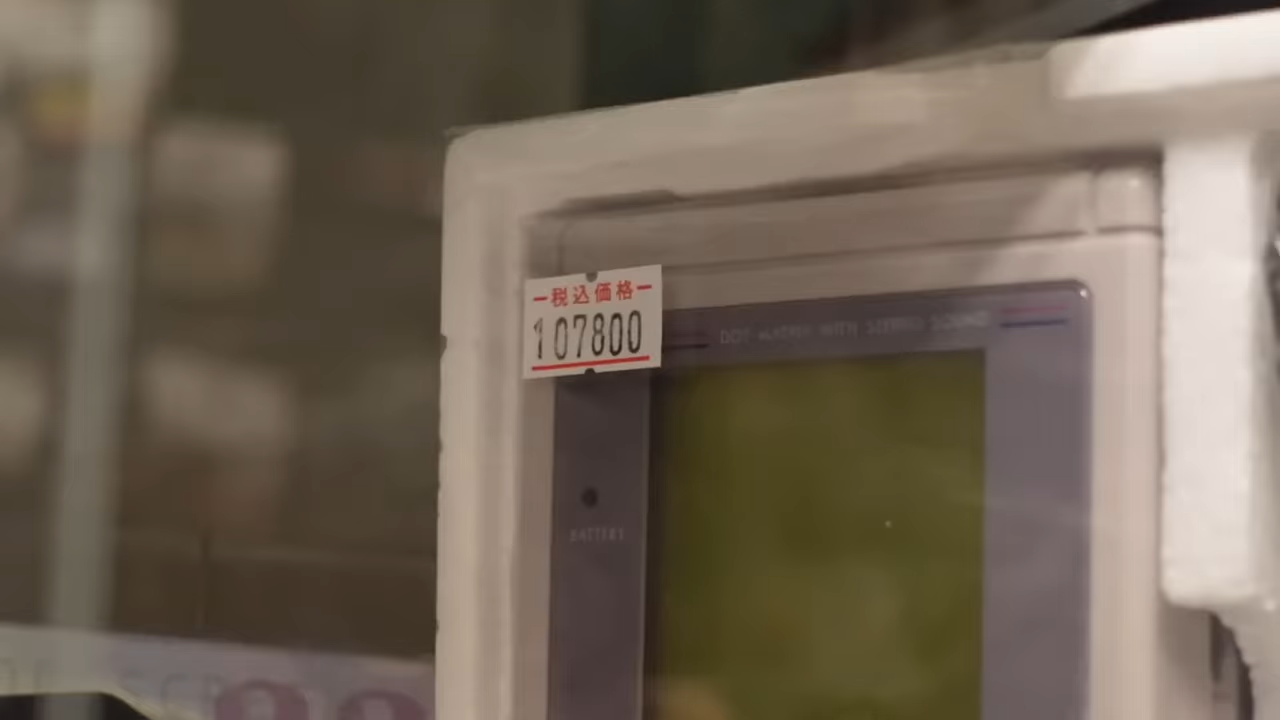 税込価格
107800
DOT MATRIX WITH STEREO SOUND
BATTERY